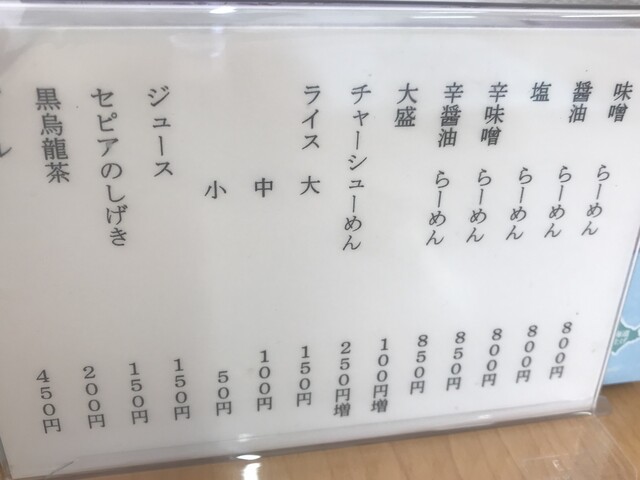 味噌 らーめん 800円
醤油 らーめん 800円
塩 らーめん 800円
辛味噌 らーめん 850円
辛醤油 らーめん 850円
大盛 100円増
チャーシューめん 250円増
ライス 大 150円
中 100円
小 50円
ジュース 150円
セピアのしげき 150円
黒烏龍茶 200円
ル 450円